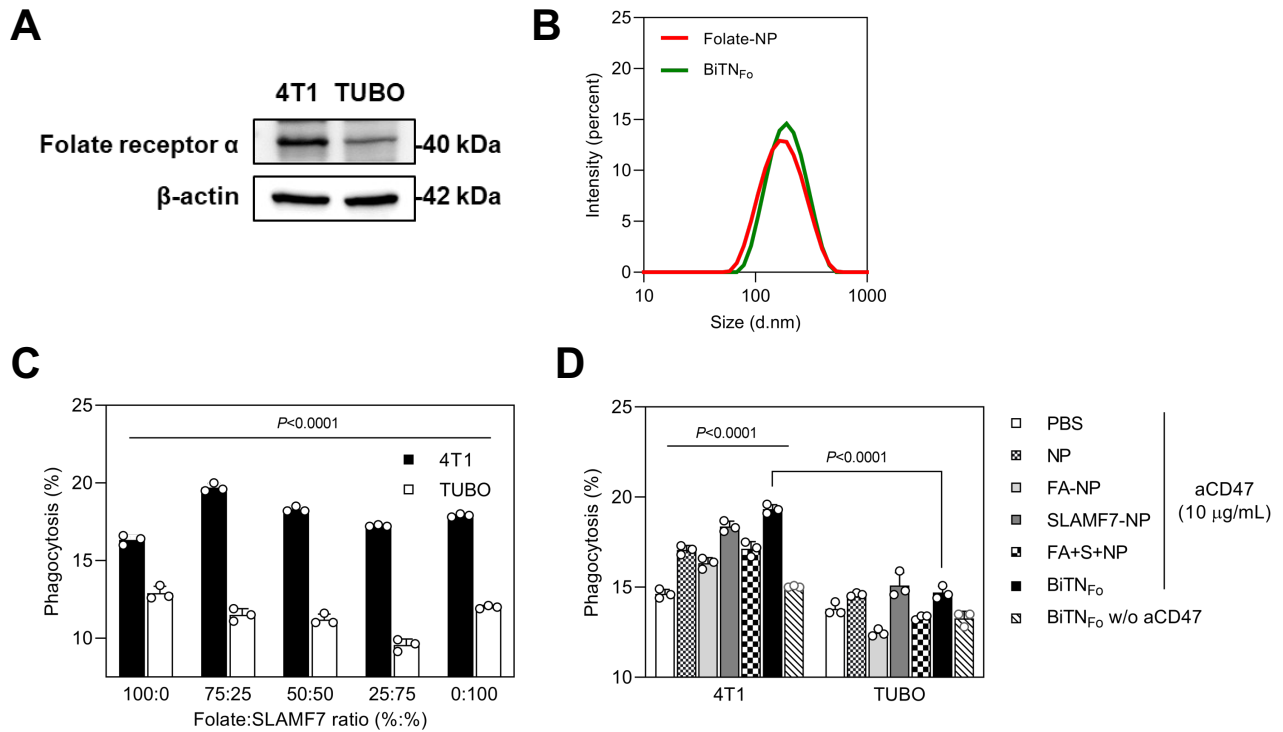 A
4T1 TUBO
Folate receptor α
-40 kDa
β-actin
-42 kDa
B
25
20
15
10
5
0
Intensity (percent)
Folate-NP
BiTNFo
10 100 1000
Size (d.nm)
C
25
20
15
10
Phagocytosis (%)
P<0.0001
4T1
TUBO
100:0 75:25 50:50 25:75 0:100
Folate:SLAMF7 ratio (%:%)
D
25
20
15
10
Phagocytosis (%)
P<0.0001
P<0.0001
4T1 TUBO
PBS
NP
FA-NP
SLAMF7-NP
FA+S+NP
BiTNFo
BiTNFo w/o aCD47
aCD47
(10 μg/mL)